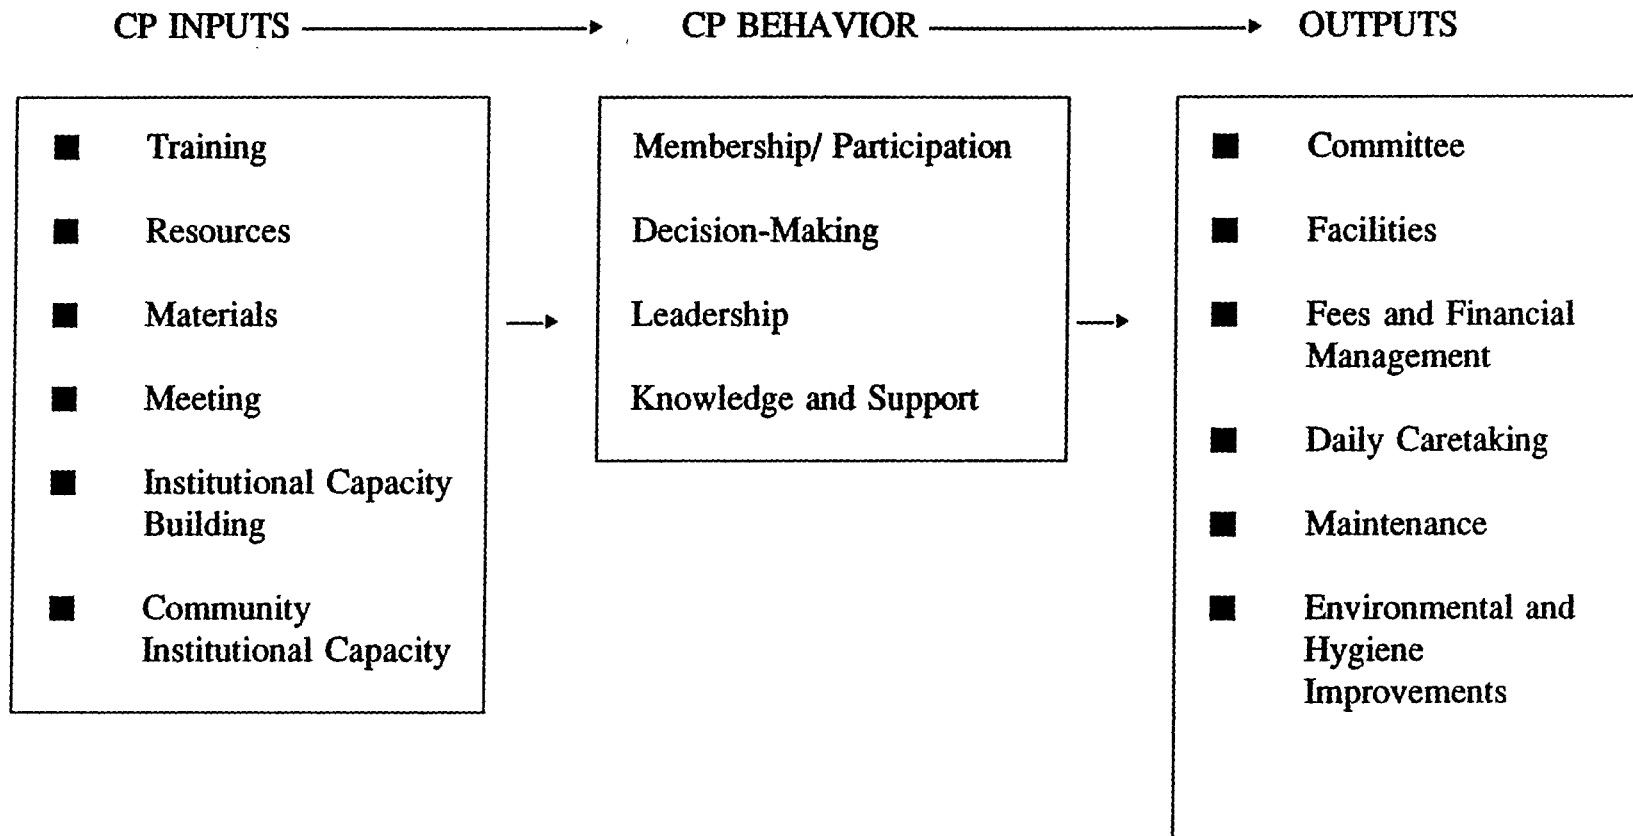 CP INPUTS
CP BEHAVIOR
OUTPUTS
Training
Resources
Materials
Meeting
Institutional Capacity
Building
Community
Institutional Capacity
Membership/ Participation
Decision-Making
Leadership
Knowledge and Support
Committee
Facilities
Fees and Financial
Management
Daily Caretaking
Maintenance
Environmental and
Hygiene
Improvements